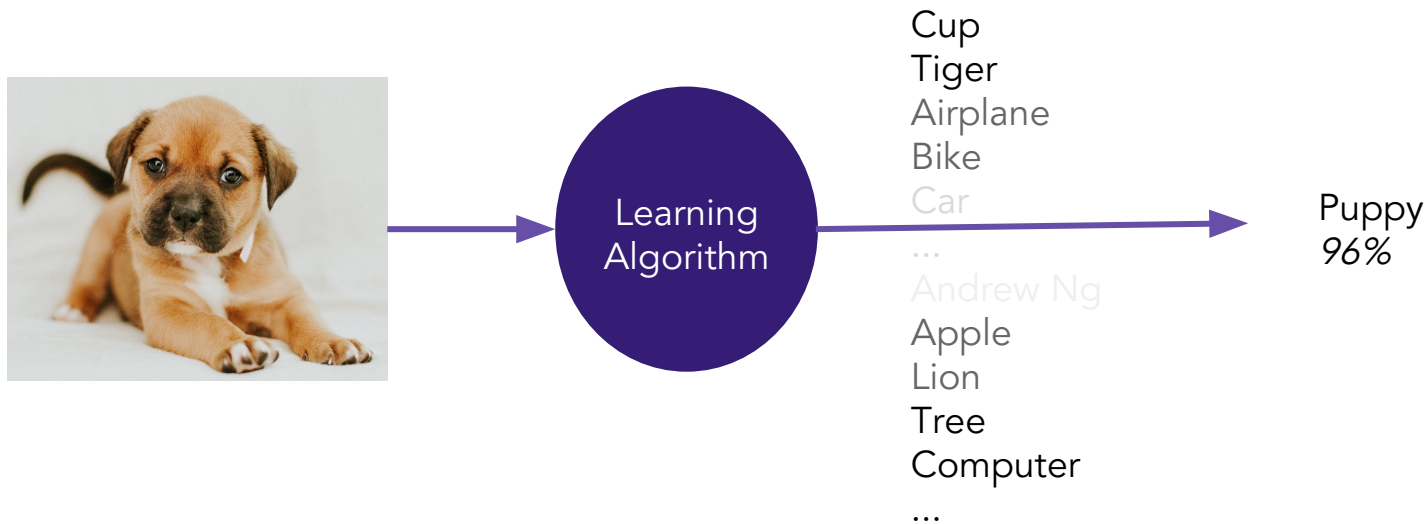 Learning
Algorithm
Cup
Tiger
Airplane
Bike
Car
...
Andrew Ng
Apple
Lion
Tree
Computer
...
Puppy
96%